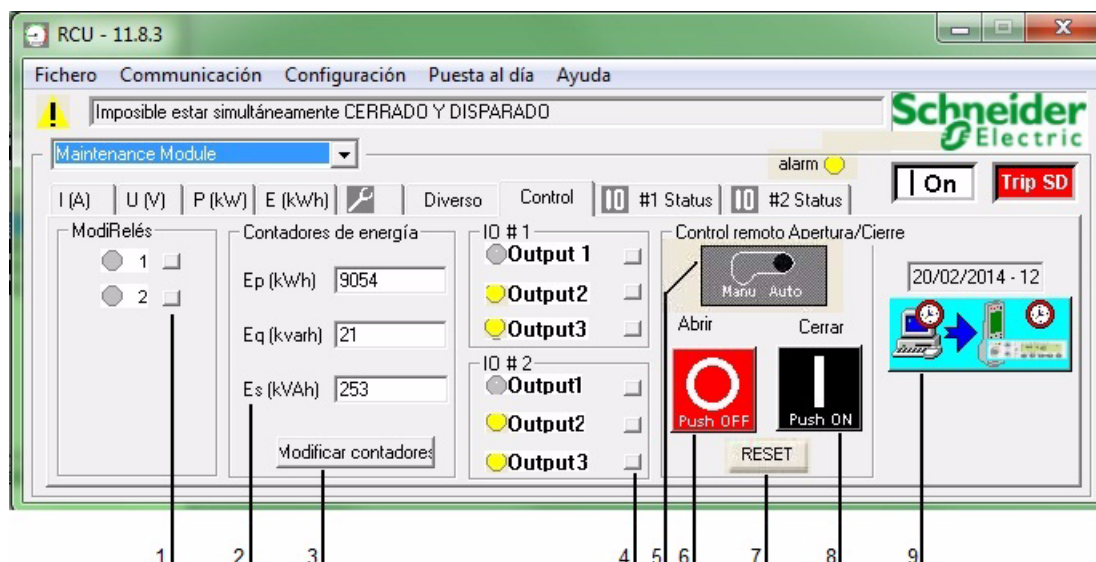 RCU - 11.8.3
Fichero Communicación Configuración Puesta al día Ayuda
Imposible estar simultáneamente CERRADO Y DISPARADO
Schneider
Electric
Maintenance Module
alarm
On
Trip SD
I (A) U (V) P (kW) E (kWh) Diverso Control #1 Status #2 Status
ModiRelés
1
2
Contadores de energía
Ep (kWh) 9054
Eq (kvarh) 21
Es (kVAh) 253
Modificar contadores
IO # 1
Output 1
Output2
Output3
IO # 2
Output1
Output2
Output3
Control remoto Apertura/Cierre
Manu Auto
Abrir Cerrar
Push OFF Push ON
RESET
20/02/2014 - 12
1 2 3 4 5 6 7 8 9